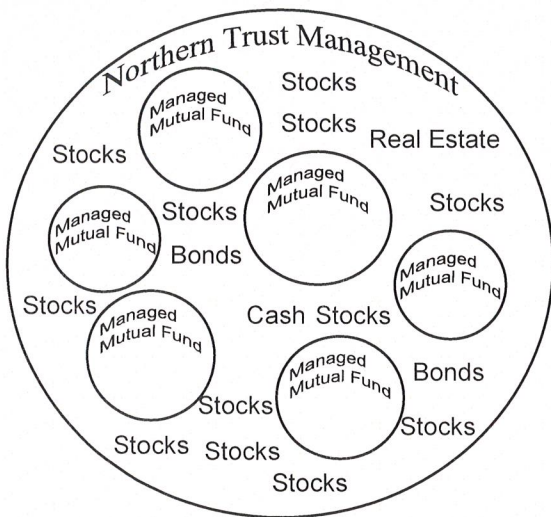 Northern Trust Management
Stocks
Managed
Mutual Fund
Stocks
Real Estate
Stocks
Managed
Mutual Fund
Stocks
Stocks
Managed
Mutual Fund
Bonds
Managed
Mutual Fund
Stocks
Managed
Mutual Fund
Cash Stocks
Managed
Mutual Fund
Bonds
Stocks
Stocks
Stocks
Stocks
Stocks